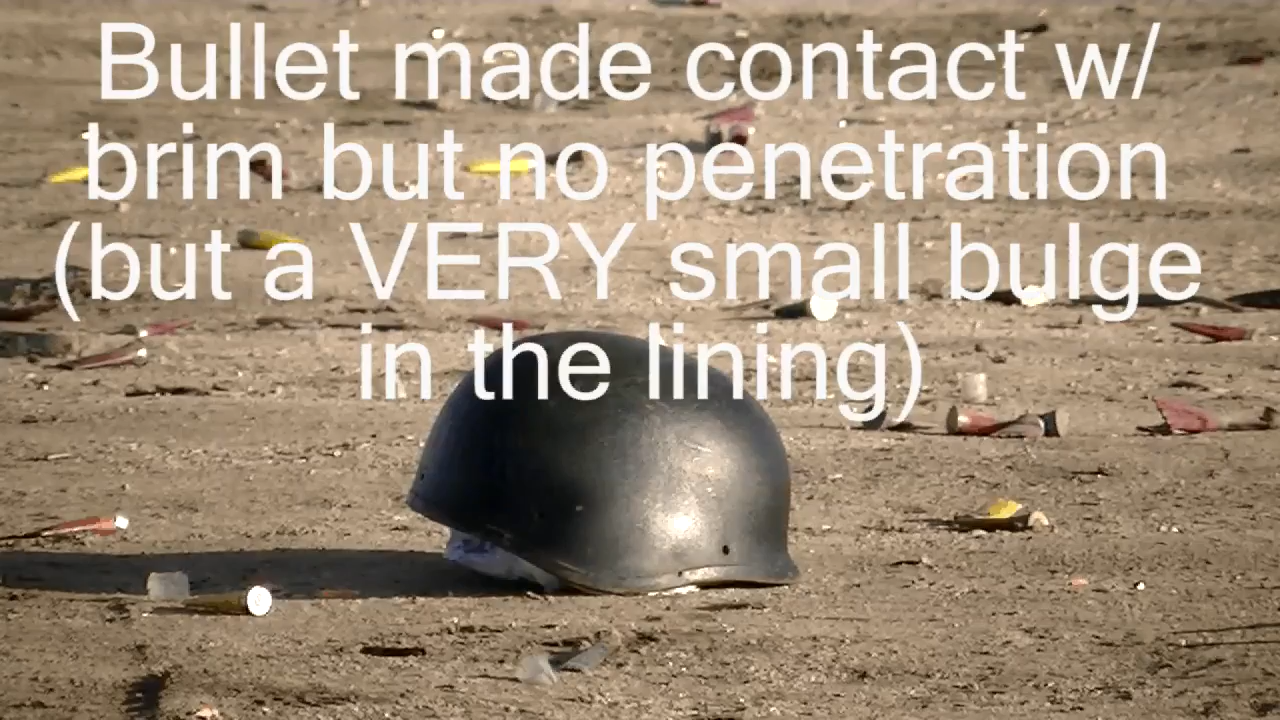 Bullet made contact w/
brim but no penetration
(but a VERY small bulge
in the lining)